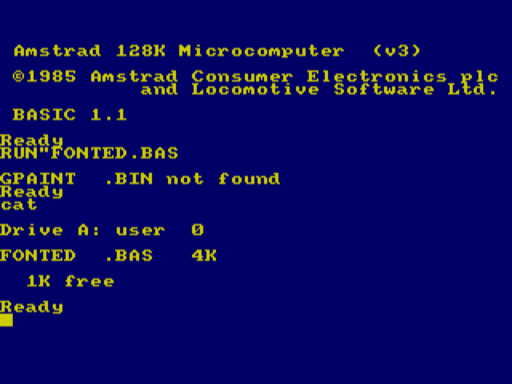 Amstrad 128K Microcomputer (v3)
©1985 Amstrad Consumer Electronics plc
and Locomotive Software Ltd.
BASIC 1.1
Ready
RUN"FONTED.BAS
GPAINT .BIN not found
Ready
cat
Drive A: user 0
FONTED .BAS 4K
1K free
Ready